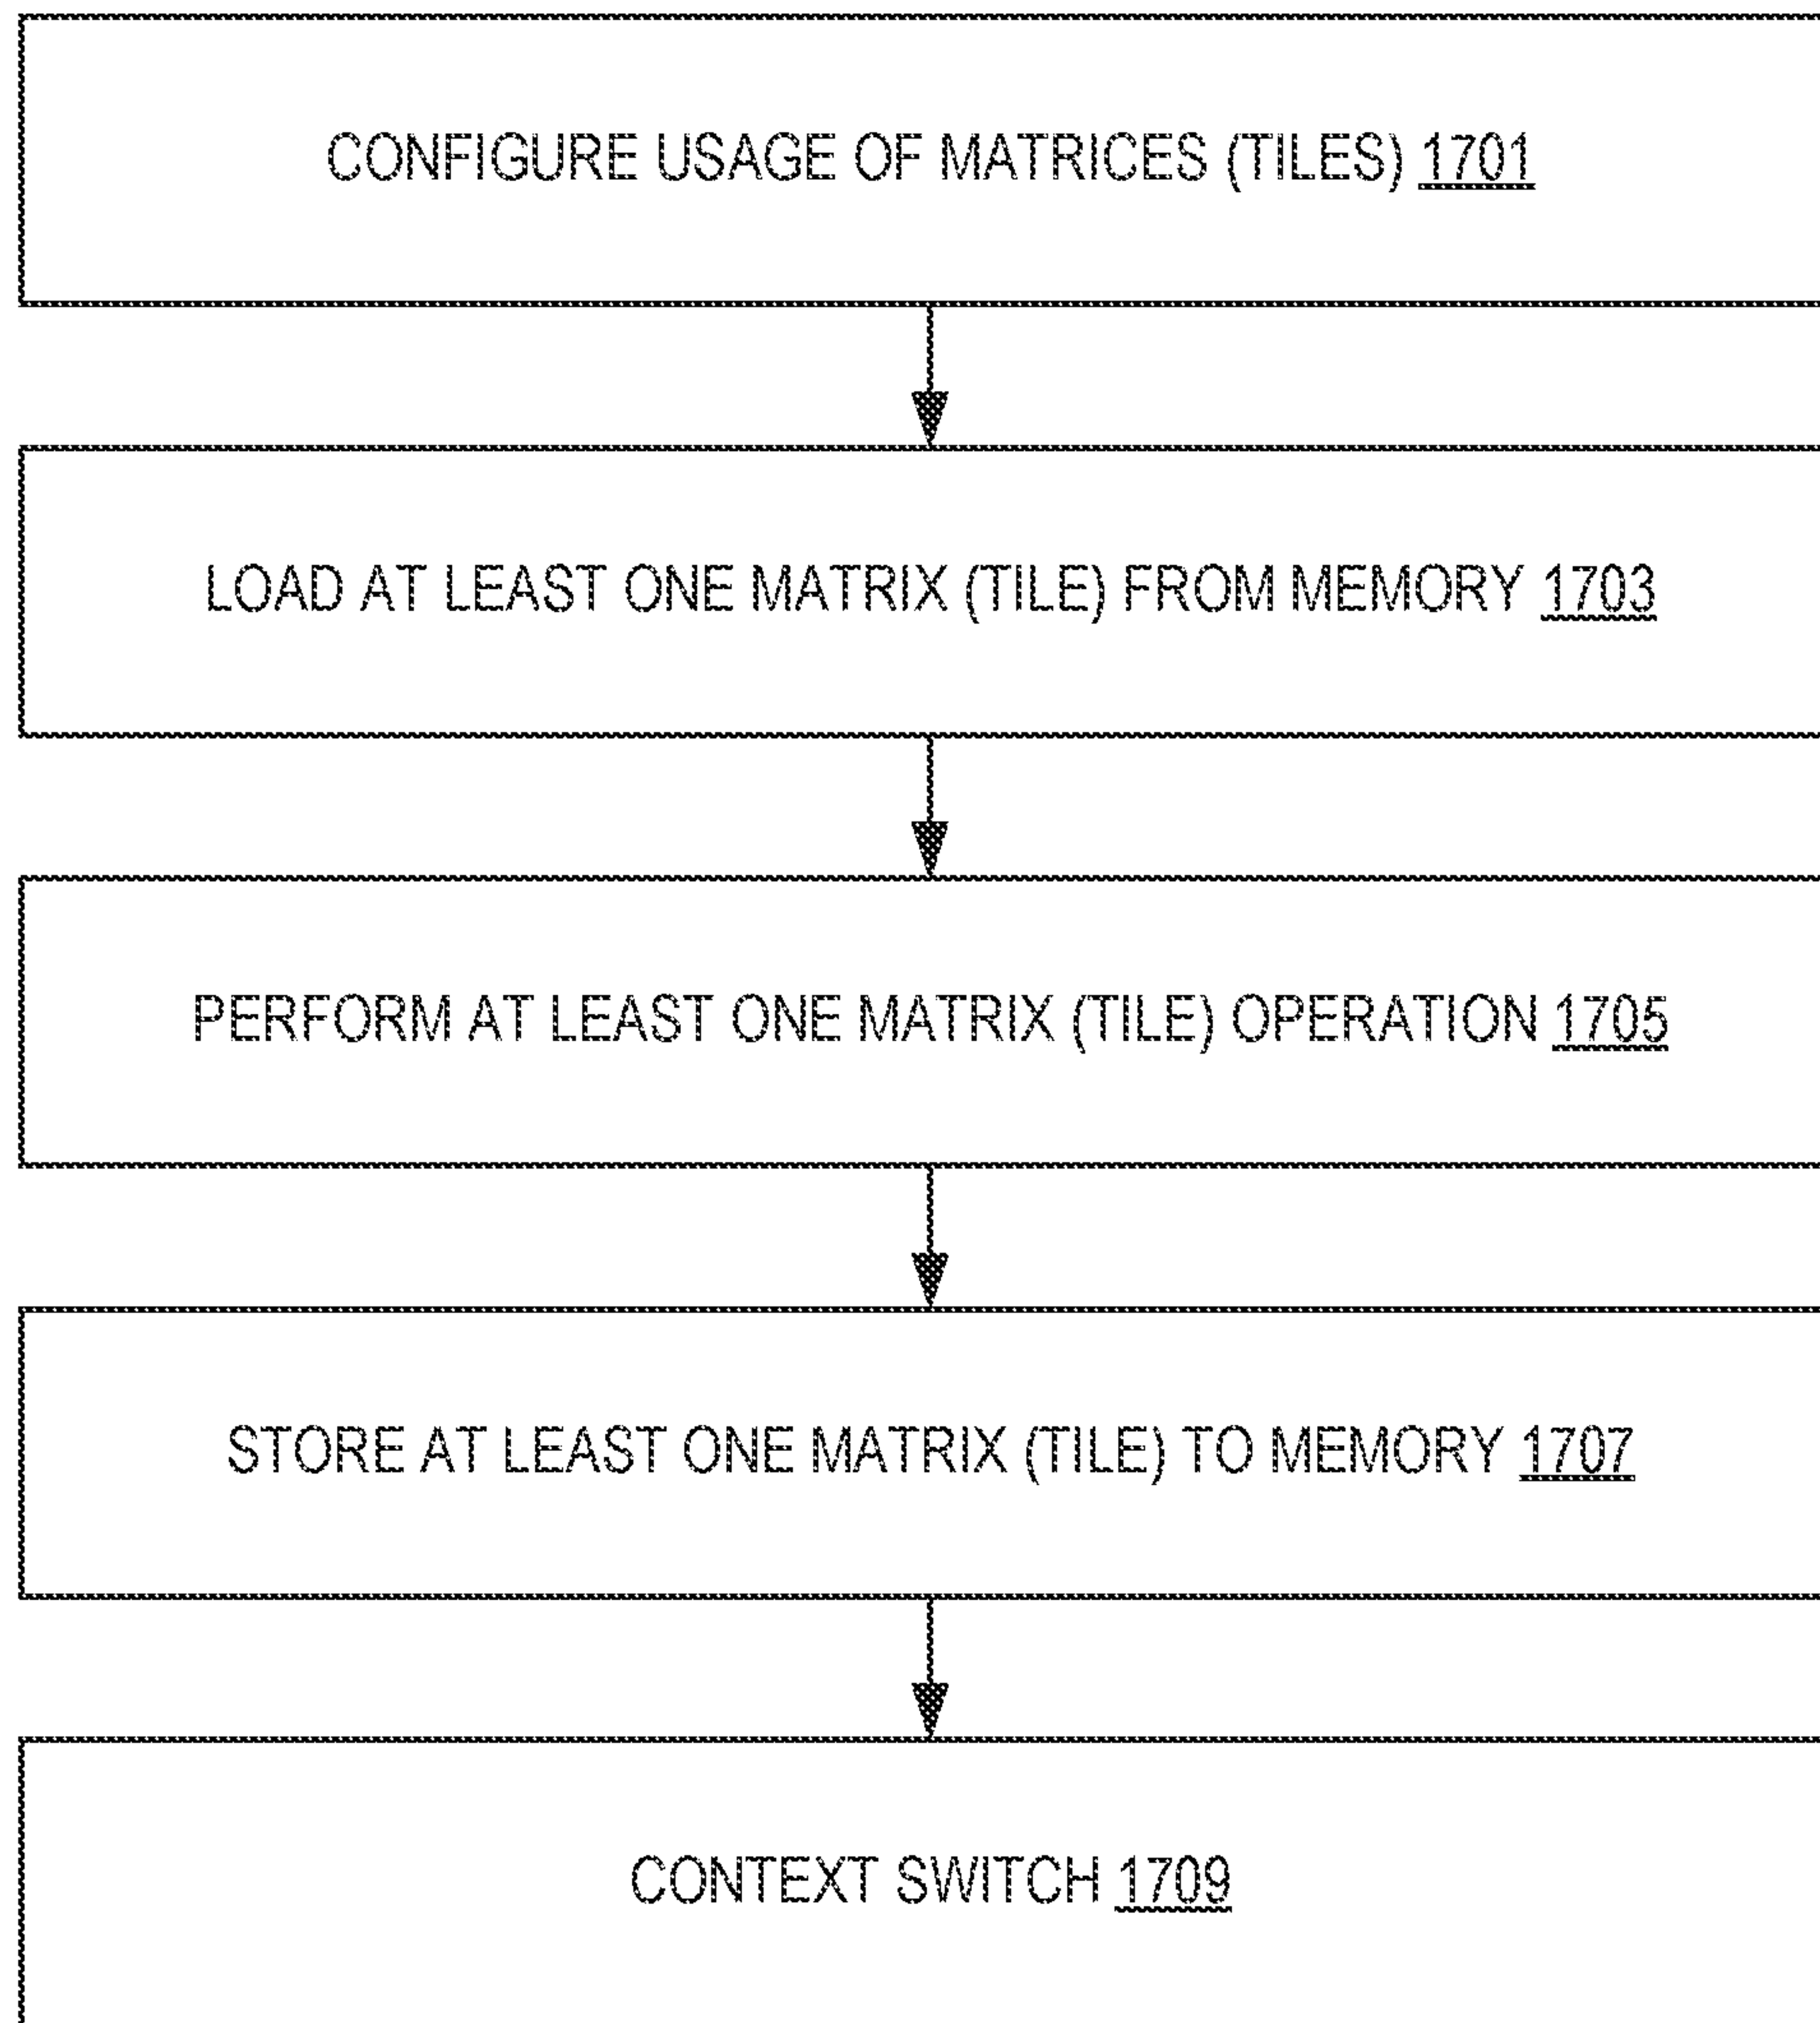 CONFIGURE USAGE OF MATRICES (TILES) 1701
LOAD AT LEAST ONE MATRIX (TILE) FROM MEMORY 1703
PERFORM AT LEAST ONE MATRIX (TILE) OPERATION 1705
STORE AT LEAST ONE MATRIX (TILE) TO MEMORY 1707
CONTEXT SWITCH 1709